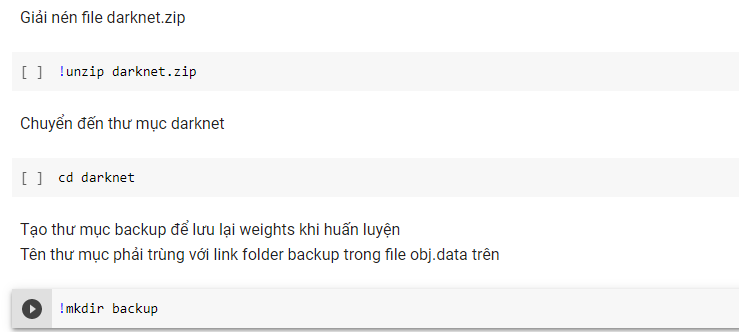 Giải nén file darknet.zip
[ ] !unzip darknet.zip
Chuyển đến thư mục darknet
[ ] cd darknet
Tạo thư mục backup để lưu lại weights khi huấn luyện
Tên thư mục phải trùng với link folder backup trong file obj.data trên
!mkdir backup